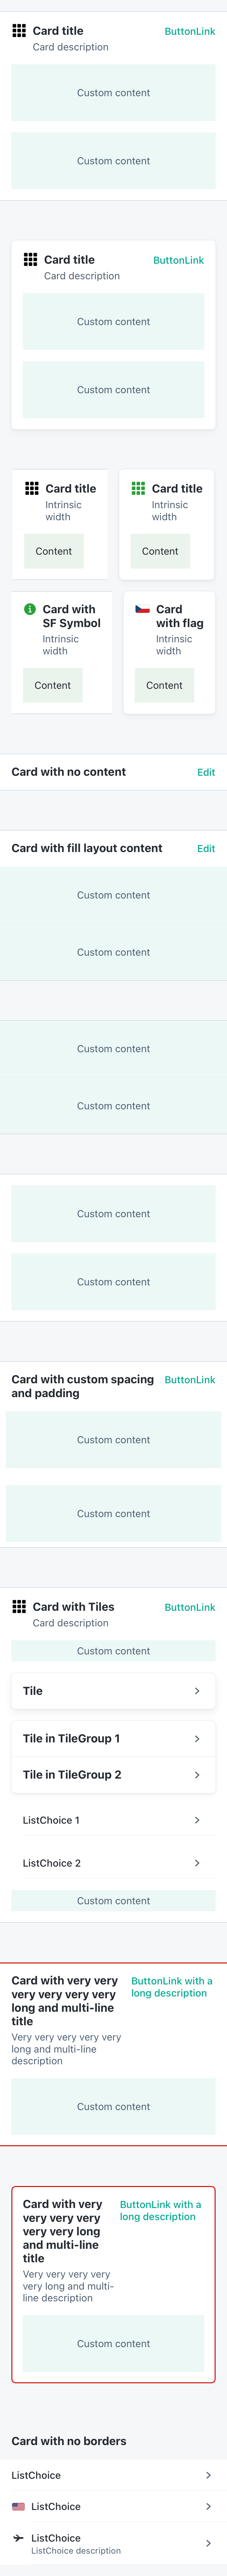 Card title ButtonLink
Card description
Custom content
Custom content
Card title ButtonLink
Card description
Custom content
Custom content
Card title
Intrinsic
width
Content
Card title
Intrinsic
width
Content
Card with
SF Symbol
Intrinsic
width
Content
Card
with flag
Intrinsic
width
Content
Card with no content Edit
Card with fill layout content Edit
Custom content
Custom content
Custom content
Custom content
Custom content
Custom content
Card with custom spacing
and padding
ButtonLink
Custom content
Custom content
Card with Tiles ButtonLink
Card description
Custom content
Tile
Tile in TileGroup 1
Tile in TileGroup 2
ListChoice 1
ListChoice 2
Custom content
Card with very very
very very very very
long and multi-line
title
ButtonLink with a
long description
Very very very very very
long and multi-line
description
Custom content
Card with very
very very very
very very long
and multi-line
title
ButtonLink with a
long description
Very very very very
very long and multi-
line description
Custom content
Card with no borders
ListChoice
ListChoice
ListChoice
ListChoice description